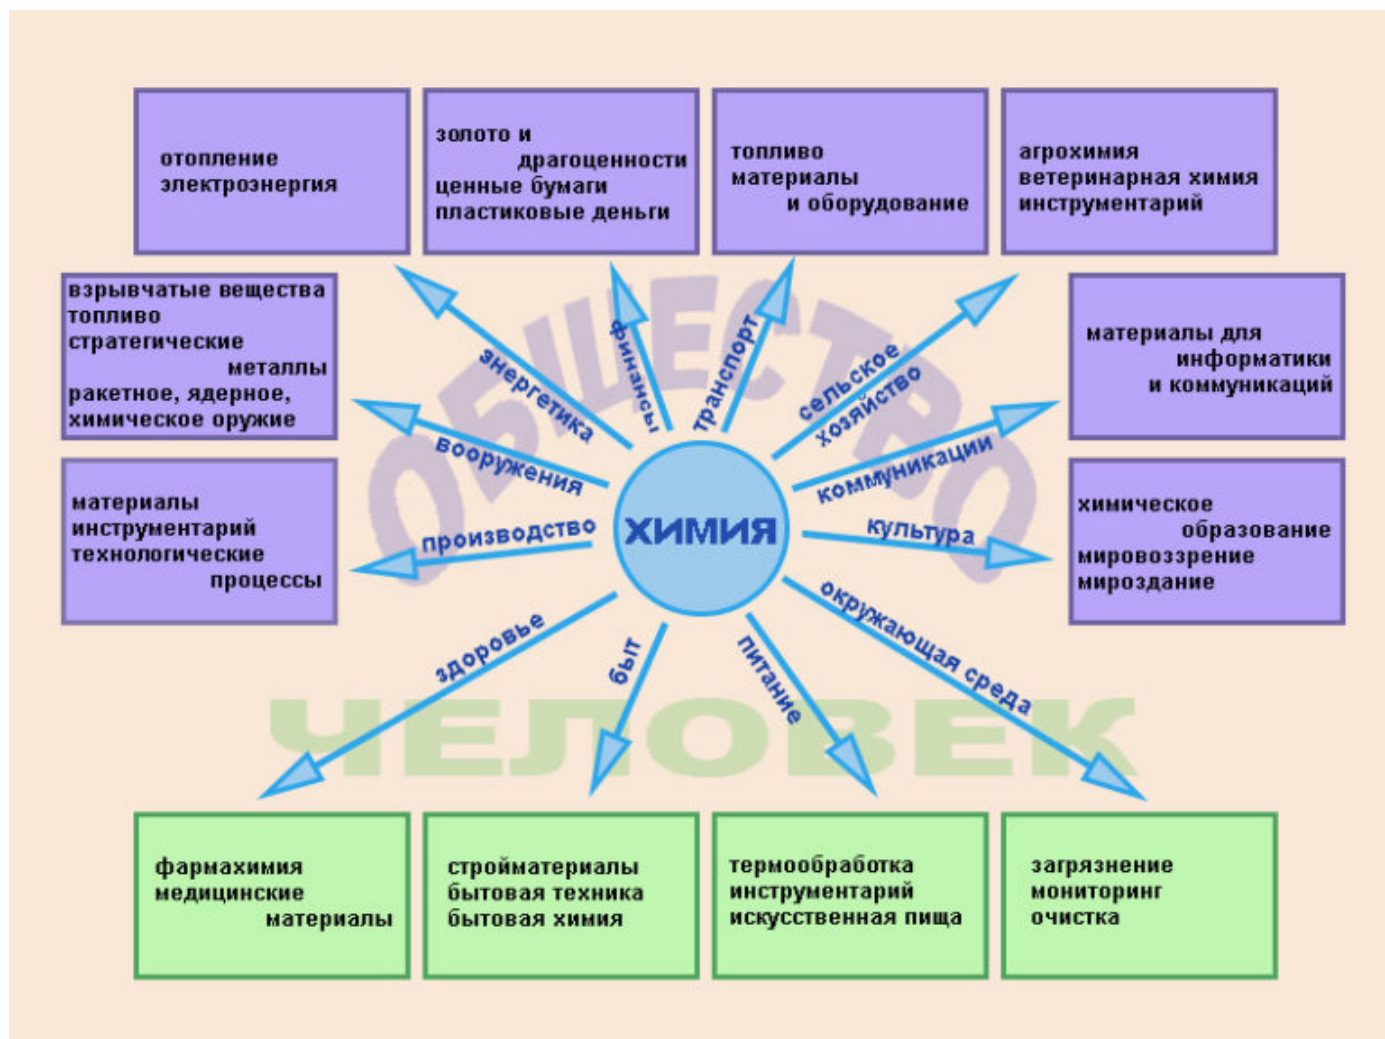 отопление
электроэнергия
золото и
драгоценности
ценные бумаги
пластиковые деньги
топливо
материалы
и оборудование
агрохимия
ветеринарная химия
инструментарий
взрывчатые вещества
топливо
стратегические
металлы
ракетное, ядерное,
химическое оружие
материалы для
информатики
и коммуникаций
материалы
инструментарий
технологические
процессы
химическое
образование
мировоззрение
мироздание
ОБЩЕСТВО
энергетика
финансы
транспорт
сельское
хозяйство
вооружения
коммуникации
производство
ХИМИЯ
культура
здоровье
быт
питание
окружающая среда
ЧЕЛОВЕК
фармахимия
медицинские
материалы
стройматериалы
бытовая техника
бытовая химия
термообработка
инструментарий
искусственная пища
загрязнение
мониторинг
очистка